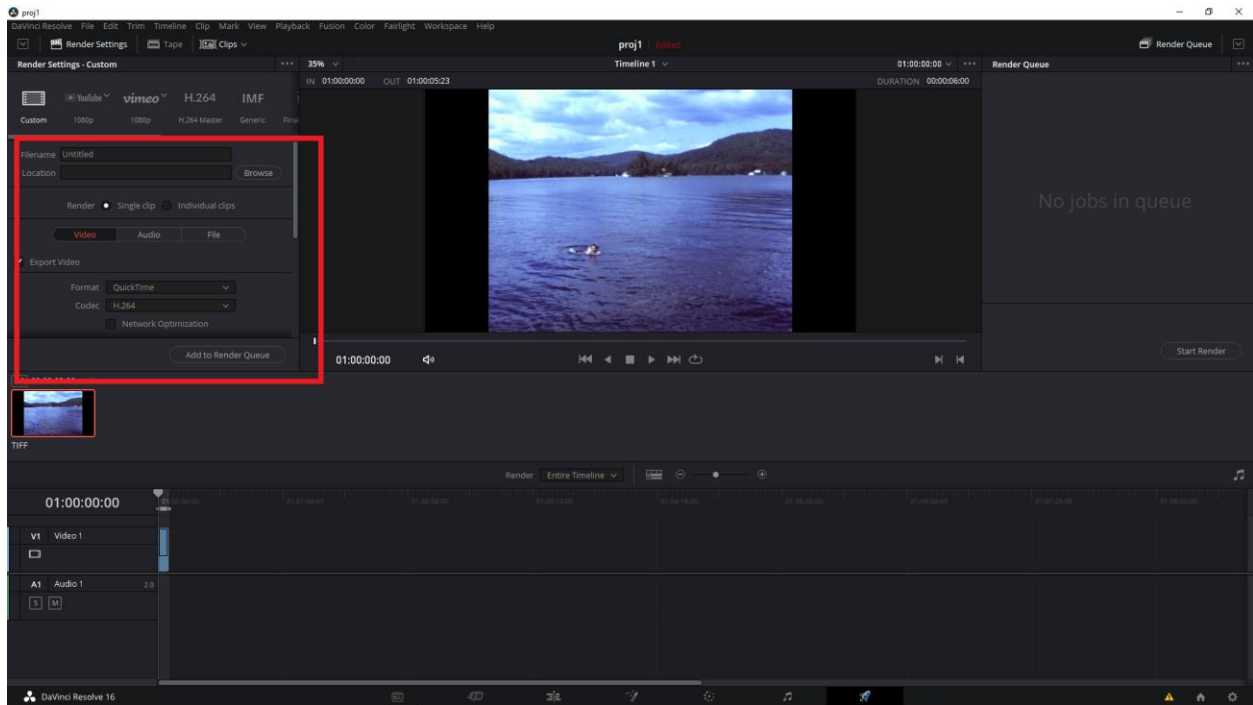 proj1
DaVinci Resolve File Edit Trim Timeline Clip Mark View Playback Fusion Color Fairlight Workspace Help
Render Settings Tape Clips proj1 Edited Render Queue
Render Settings - Custom 35% Timeline 1 01:00:00:00 Render Queue
IN 01:00:00:00 OUT 01:00:05:23 DURATION 00:00:06:00
YouTube vimeo H.264 IMF
Custom 1080p 1080p H.264 Master Generic Final
Filename Untitled
Location Browse
Render Single clip Individual clips
Video Audio File
Export Video
Format QuickTime
Codec H.264
Network Optimization
Add to Render Queue
No jobs in queue
01:00:00:00
Start Render
TIFF
Render Entire Timeline
01:00:00:00
V1 Video 1
A1 Audio 1 2.0
S M
DaVinci Resolve 16